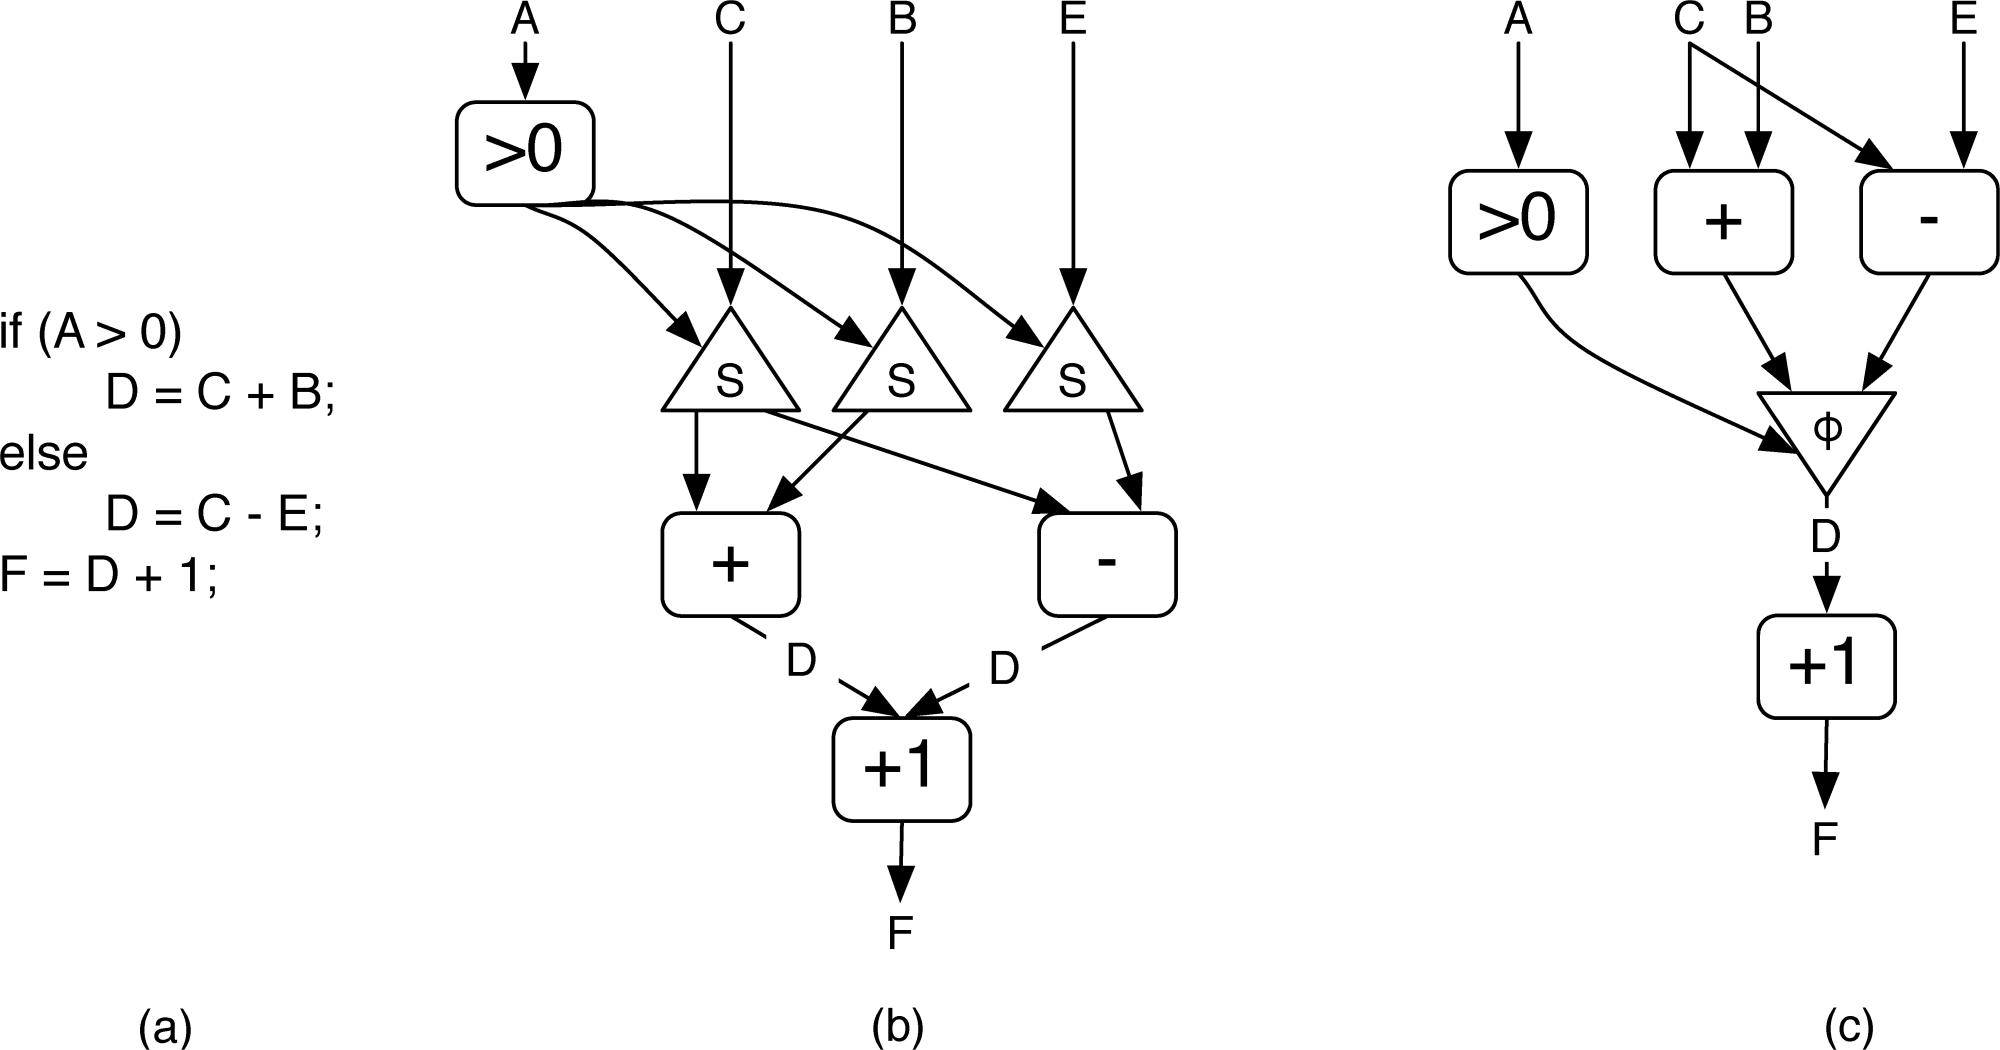 if (A > 0)
D = C + B;
else
D = C - E;
F = D + 1;
(a)
A C B E
>0
S S S
+ -
D D
+1
F
(b)
A C B E
>0 + -
Φ
D
+1
F
(c)